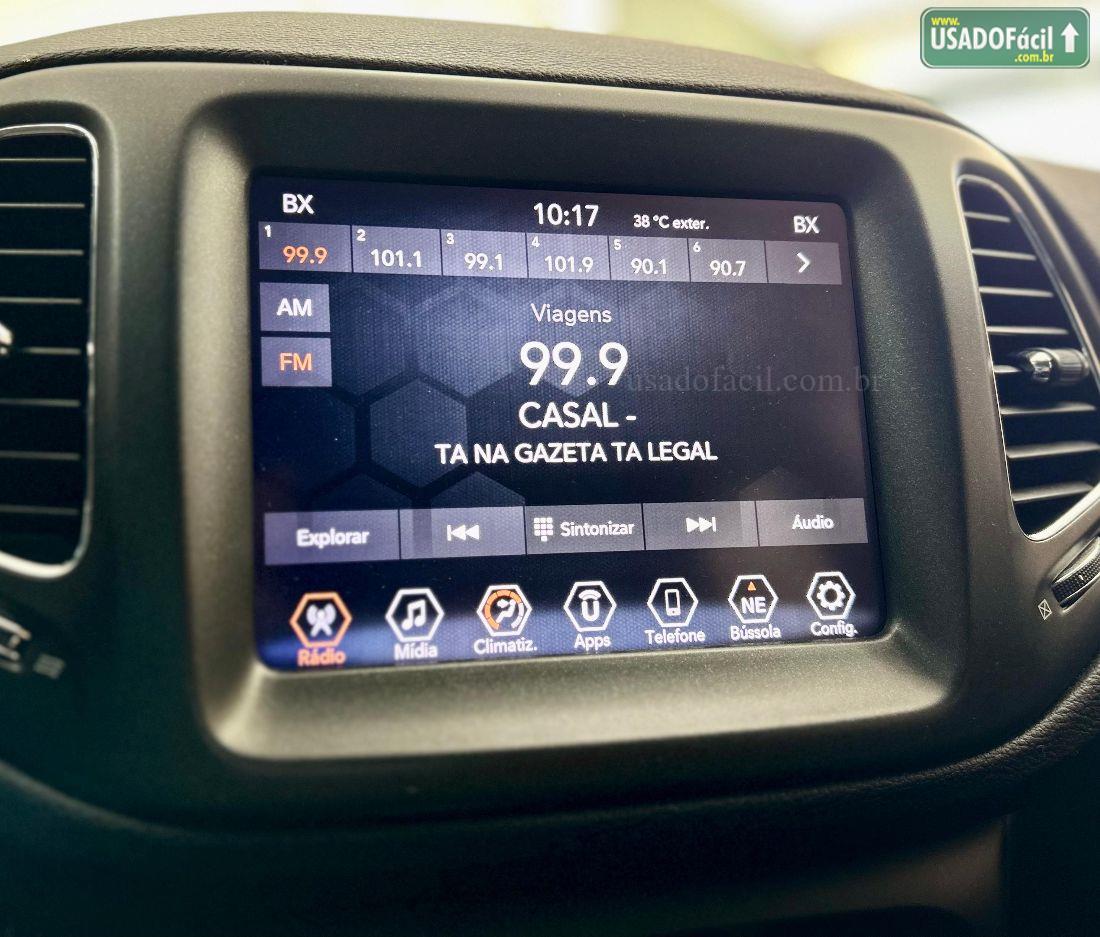 www.
USADOFácil
.com.br
BX 10:17 38 °C exter. BX
1 99.9 2 101.1 3 99.1 4 101.9 5 90.1 6 90.7
AM
FM
Viagens
99.9
usadofacil.com.br
CASAL -
TA NA GAZETA TA LEGAL
Explorar Sintonizar Áudio
NE
Rádio Mídia Climatiz. Apps Telefone Bússola Config.